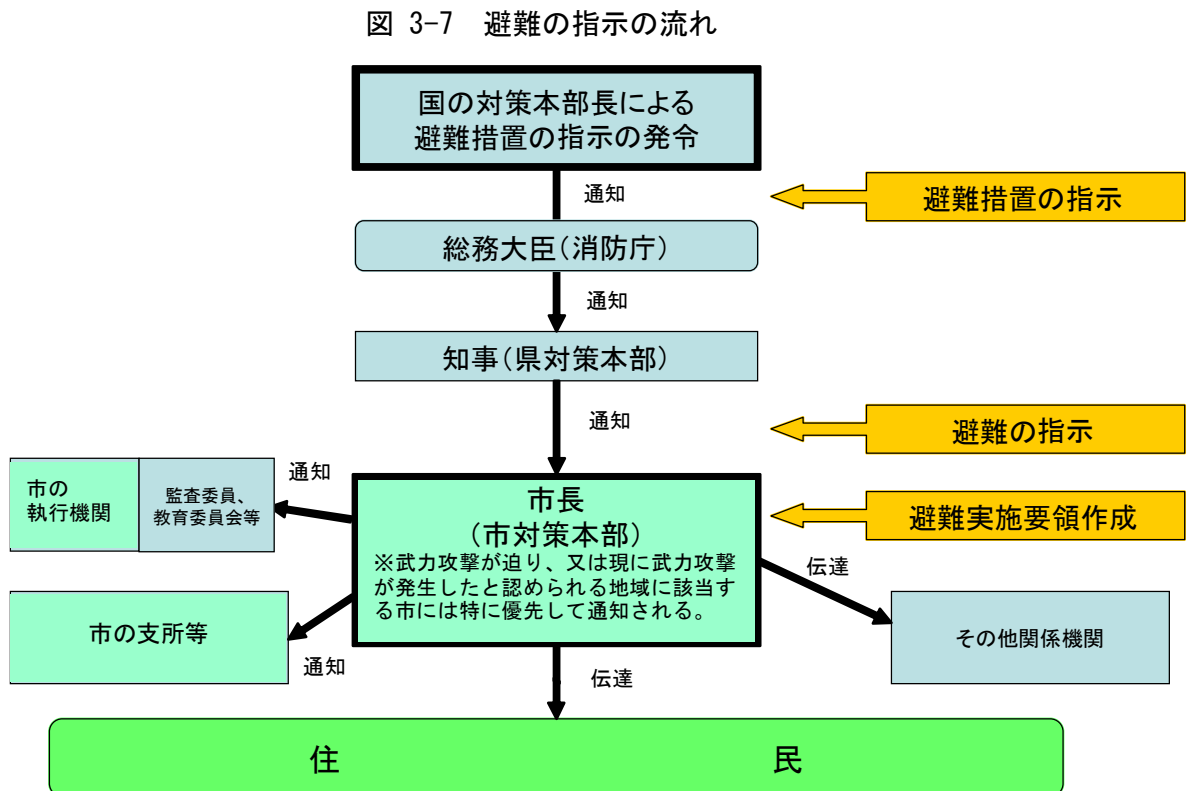 図 3-7　避難の指示の流れ
国の対策本部長による
避難措置の指示の発令
通知
避難措置の指示
総務大臣(消防庁)
通知
知事(県対策本部)
通知
避難の指示
市の
執行機関
監査委員、
教育委員会等
通知
市長
(市対策本部)
※武力攻撃が迫り、又は現に武力攻撃
が発生したと認められる地域に該当す
る市には特に優先して通知される。
避難実施要領作成
伝達
市の支所等
通知
その他関係機関
伝達
住　民